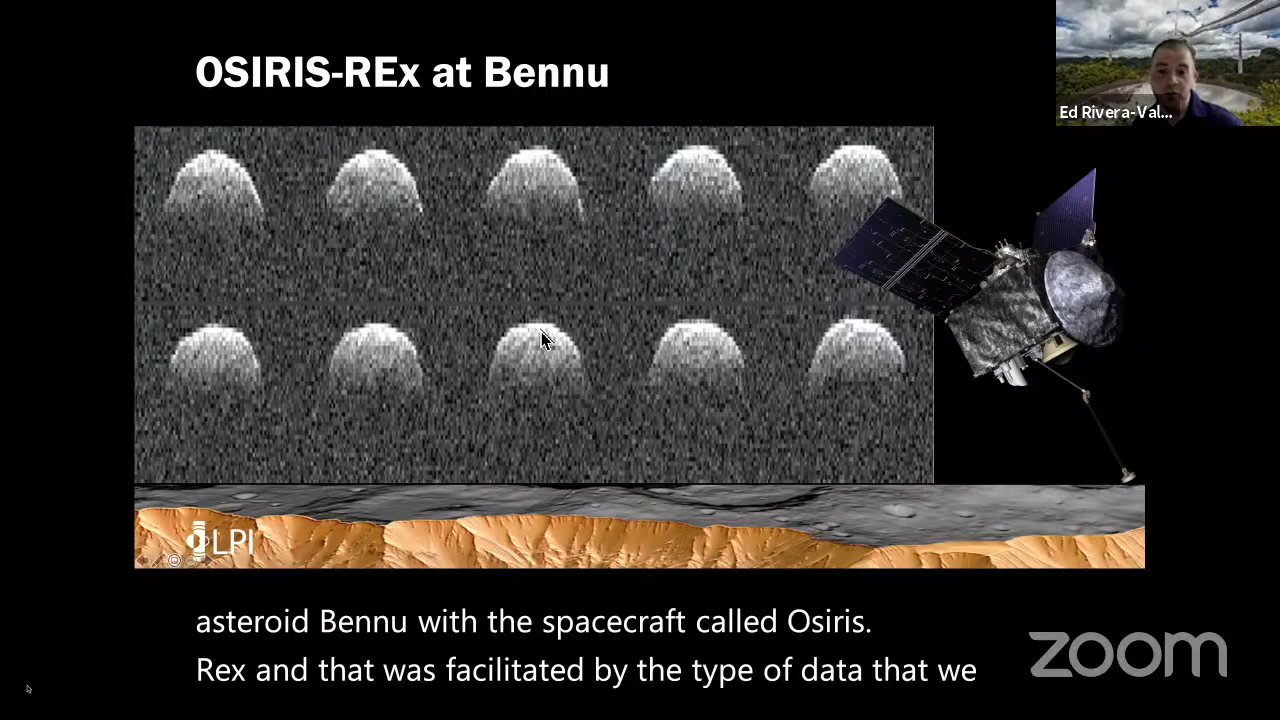 OSIRIS-REx at Bennu
Ed Rivera-Val...
LPI
asteroid Bennu with the spacecraft called Osiris.
Rex and that was facilitated by the type of data that we
zoom